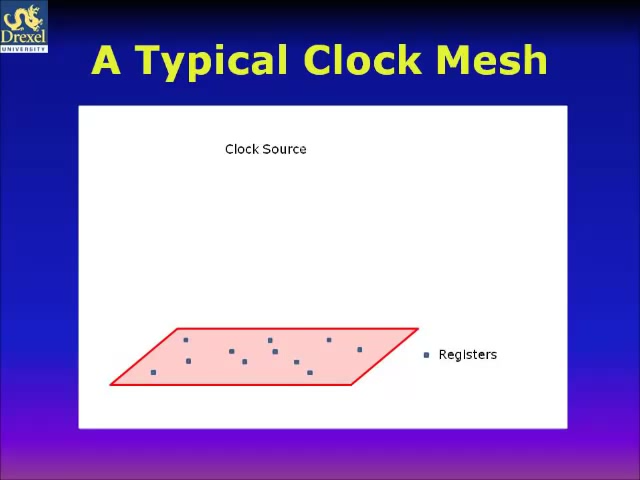 Drexel
UNIVERSITY
A Typical Clock Mesh
Clock Source
Registers